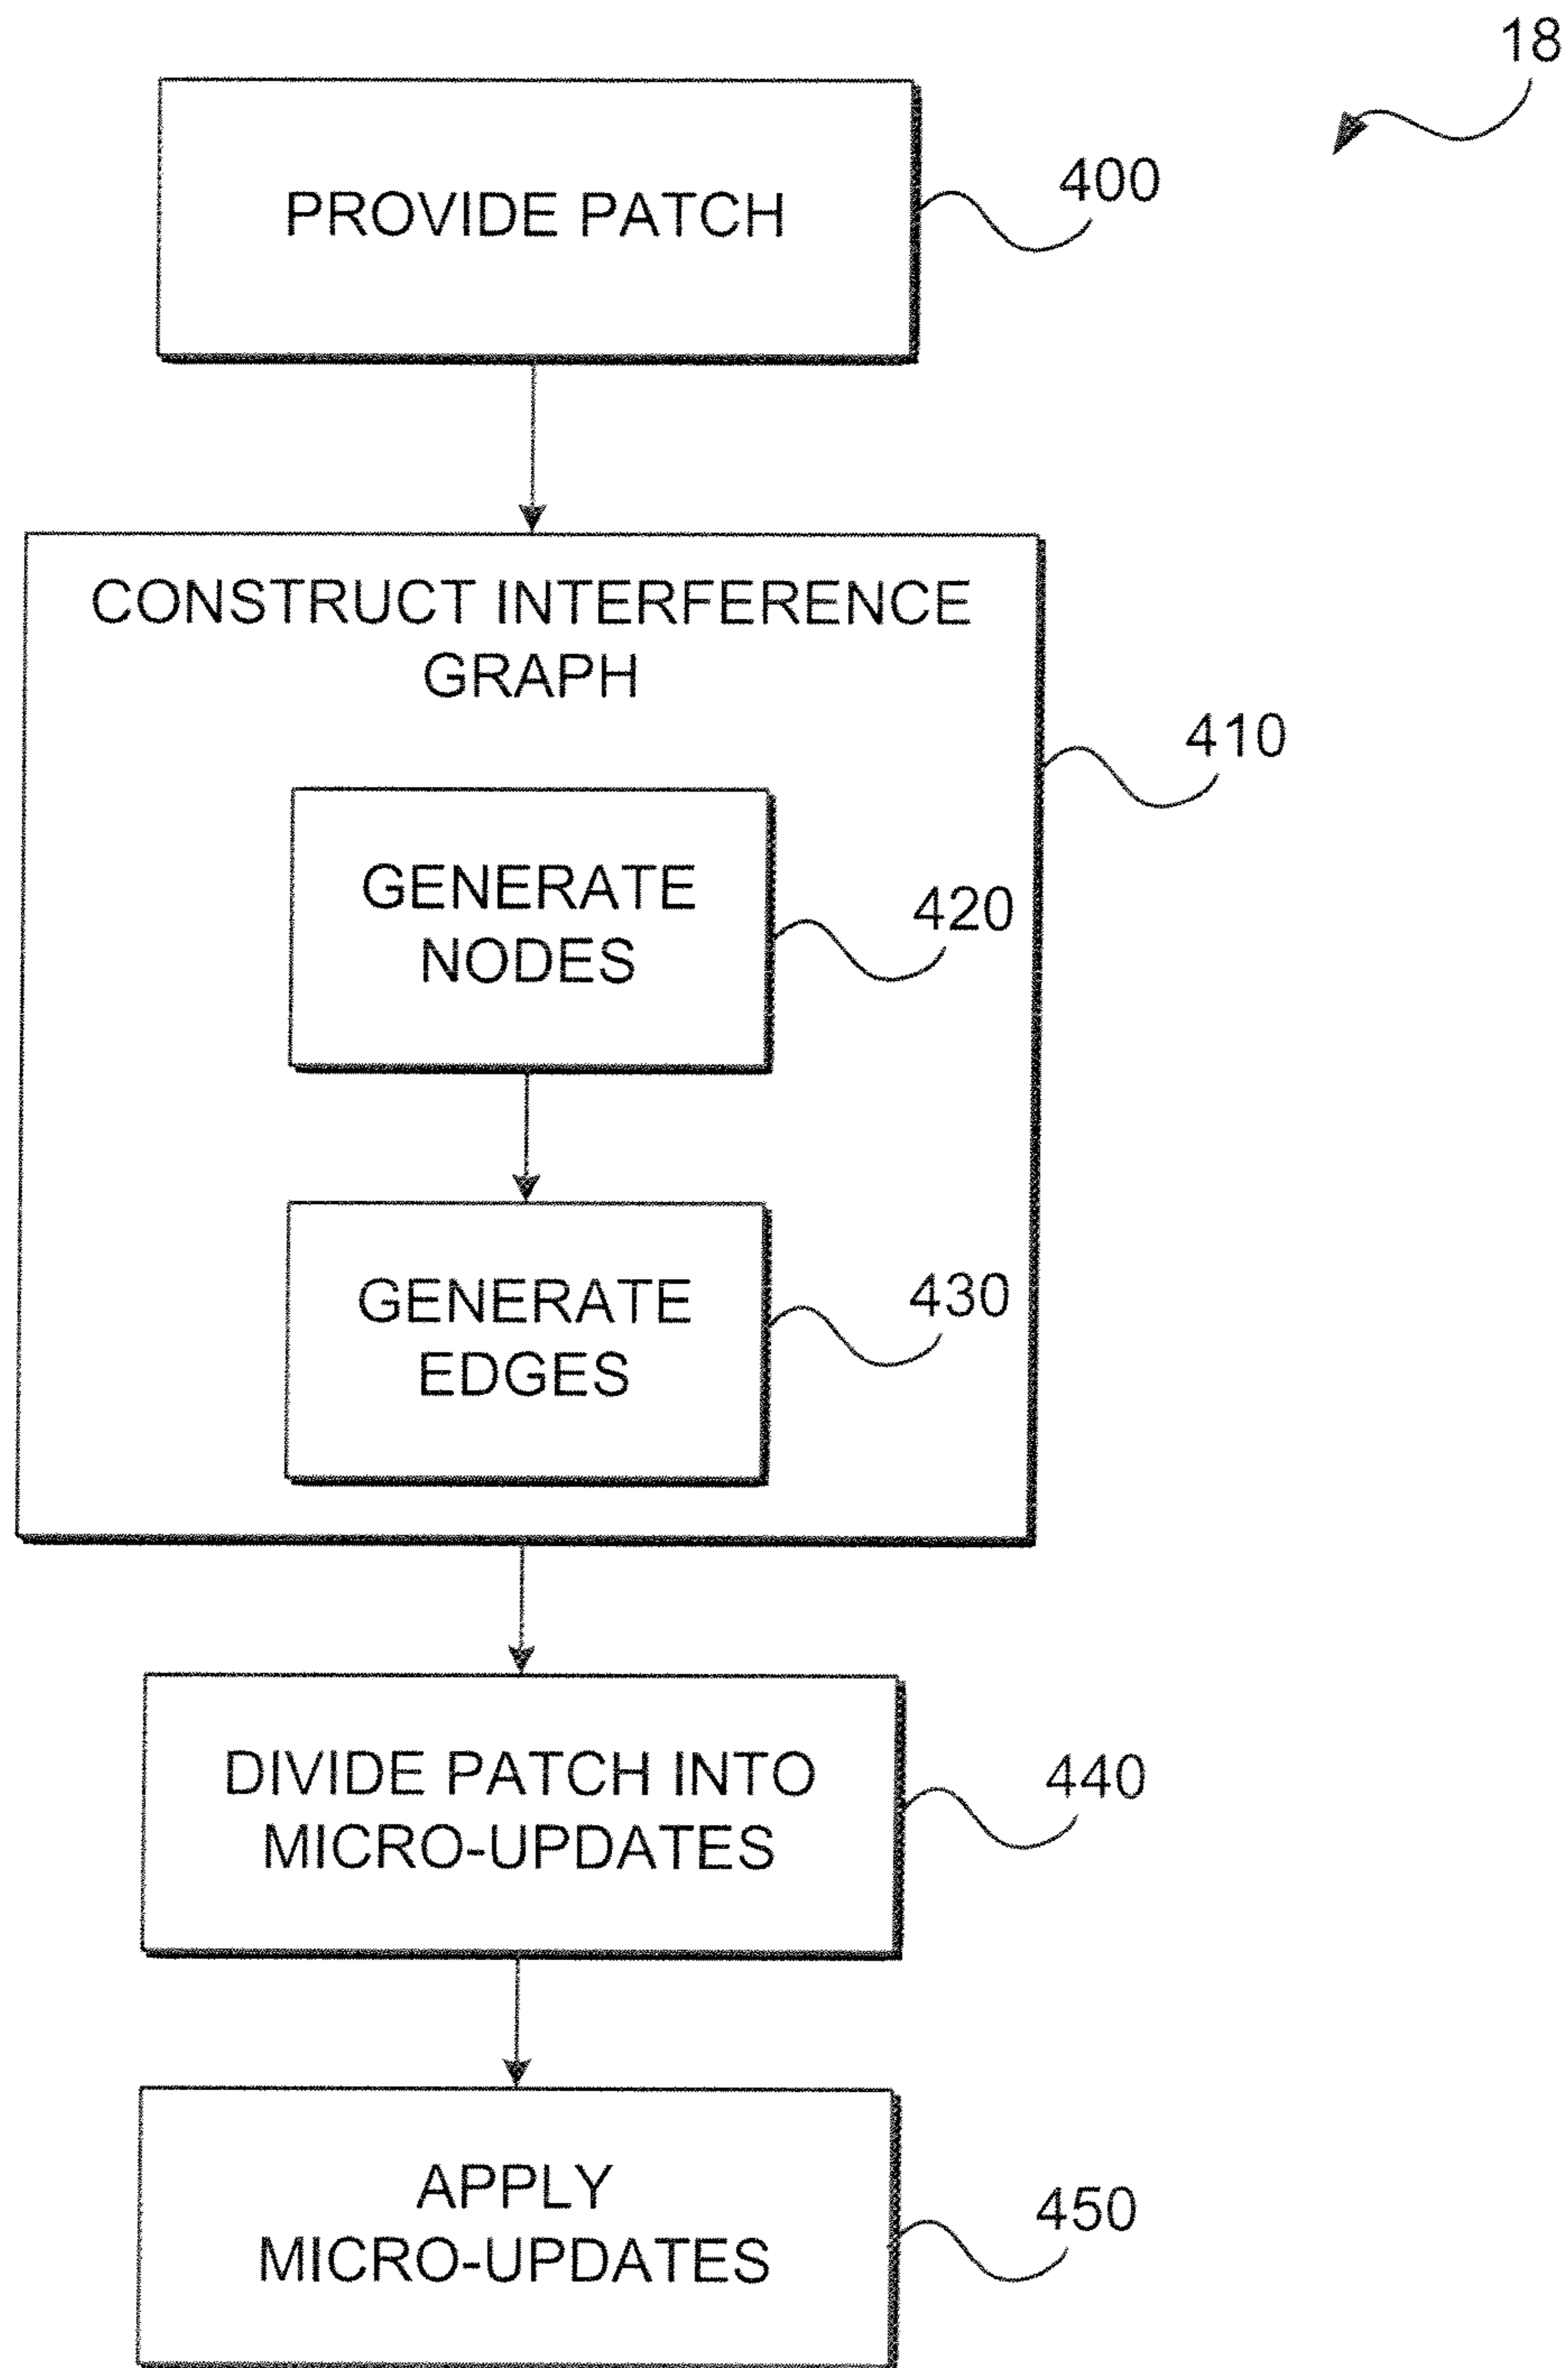 18
PROVIDE PATCH
400
CONSTRUCT INTERFERENCE
GRAPH
410
GENERATE
NODES
420
GENERATE
EDGES
430
DIVIDE PATCH INTO
MICRO-UPDATES
440
APPLY
MICRO-UPDATES
450